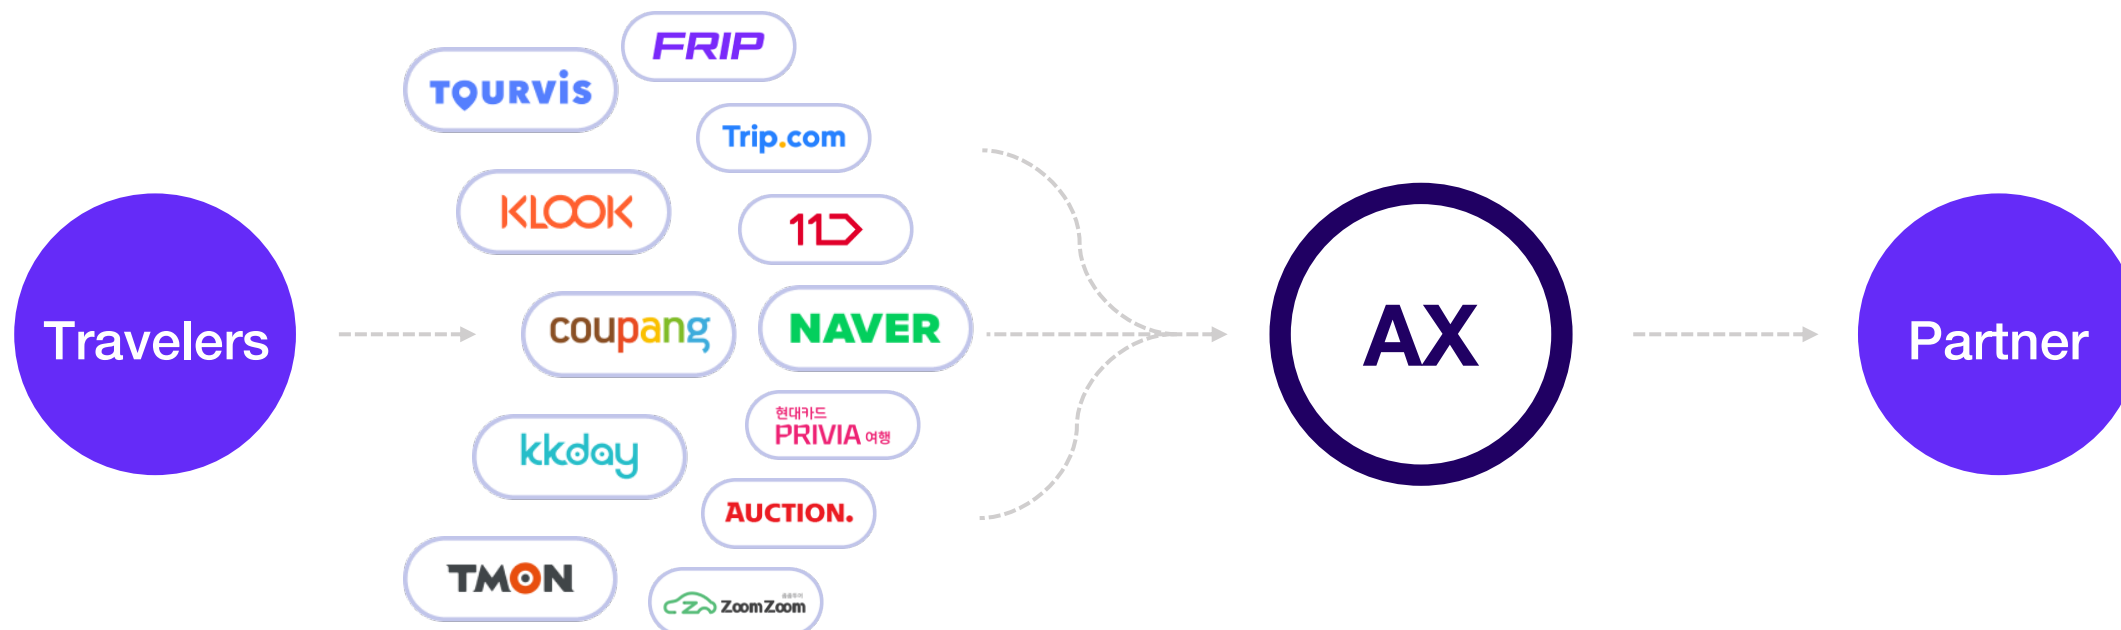 FRIP
TOURVIS
Trip.com
KLOOK
11
Travelers
coupang
NAVER
AX
Partner
현대카드
PRIVIA 여행
kkday
AUCTION.
TMON
ZoomZoom